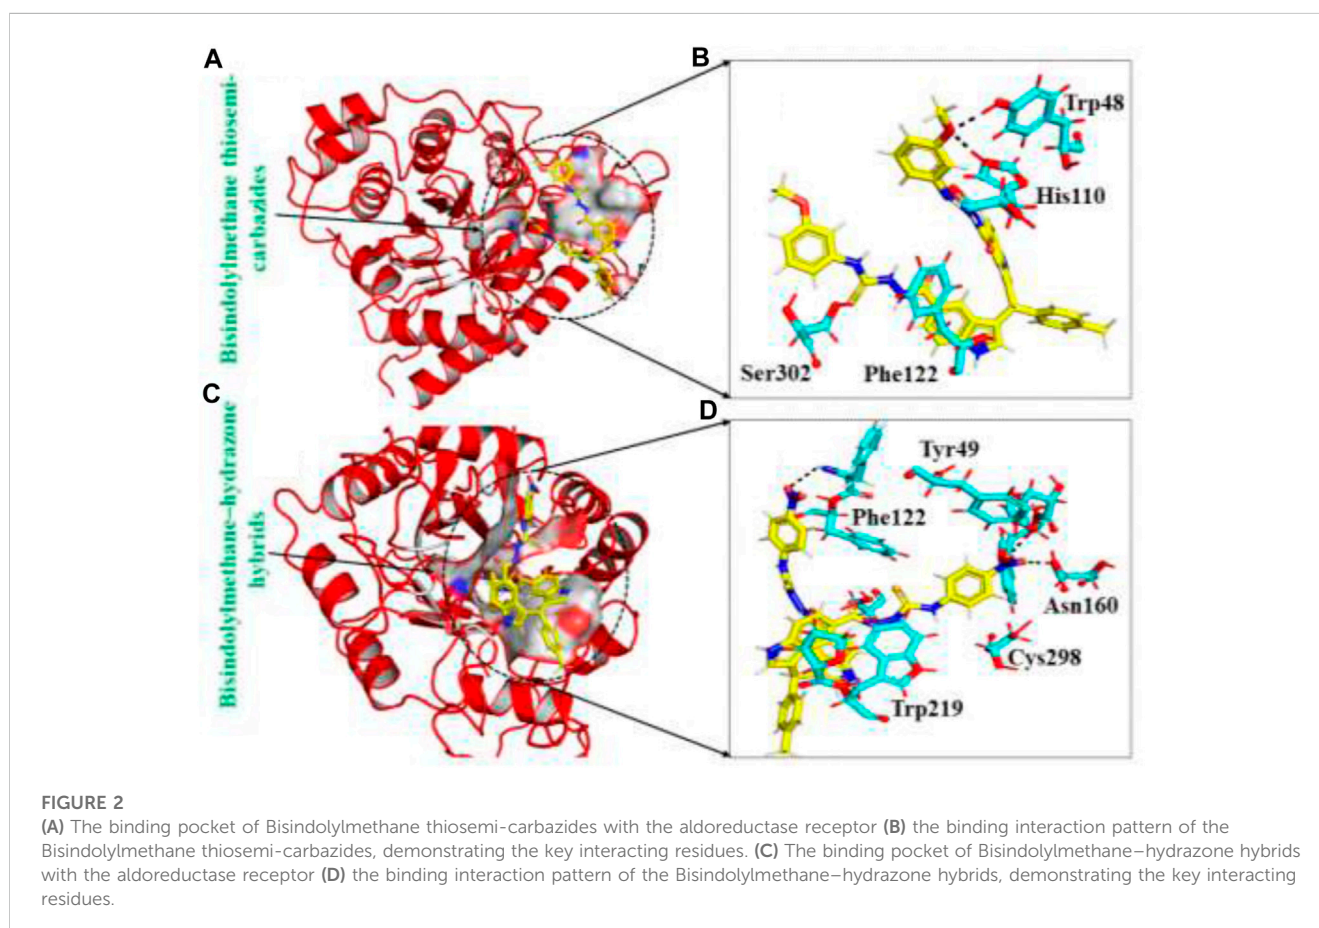 A
B
Bisindolylmethane thiosemi-
carbazides
Trp48
His110
Ser302
Phe122
C
D
Bisindolylmethane–hydrazone
hybrids
Tyr49
Phe122
Asn160
Cys298
Trp219
FIGURE 2
(A) The binding pocket of Bisindolylmethane thiosemi-carbazides with the aldoreductase receptor (B) the binding interaction pattern of the
Bisindolylmethane thiosemi-carbazides, demonstrating the key interacting residues. (C) The binding pocket of Bisindolylmethane–hydrazone hybrids
with the aldoreductase receptor (D) the binding interaction pattern of the Bisindolylmethane–hydrazone hybrids, demonstrating the key interacting
residues.